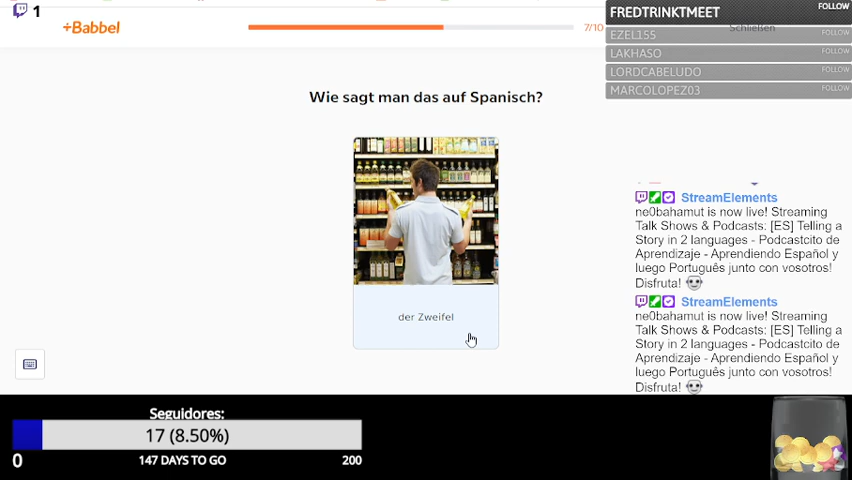 1
+Babbel
7/10
Schließen
FREDTRINKTMEET FOLLOW
EZEL155 FOLLOW
LAKHASO FOLLOW
LORDCABELUDO FOLLOW
MARCOLOPEZ03 FOLLOW
Wie sagt man das auf Spanisch?
der Zweifel
StreamElements
ne0bahamut is now live! Streaming
Talk Shows & Podcasts: [ES] Telling a
Story in 2 languages - Podcastcito de
Aprendizaje - Aprendiendo Español y
luego Português junto con vosotros!
Disfruta!
StreamElements
ne0bahamut is now live! Streaming
Talk Shows & Podcasts: [ES] Telling a
Story in 2 languages - Podcastcito de
Aprendizaje - Aprendiendo Español y
luego Português junto con vosotros!
Disfruta!
Seguidores:
17 (8.50%)
0 147 DAYS TO GO 200